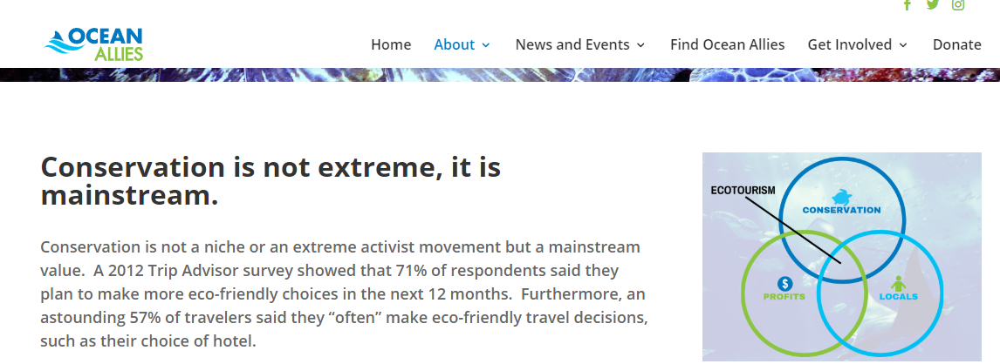 OCEAN
ALLIES
Home About News and Events Find Ocean Allies Get Involved Donate
Conservation is not extreme, it is
mainstream.
Conservation is not a niche or an extreme activist movement but a mainstream
value.  A 2012 Trip Advisor survey showed that 71% of respondents said they
plan to make more eco-friendly choices in the next 12 months.  Furthermore, an
astounding 57% of travelers said they “often” make eco-friendly travel decisions,
such as their choice of hotel.
ECOTOURISM
CONSERVATION
$
PROFITS
LOCALS